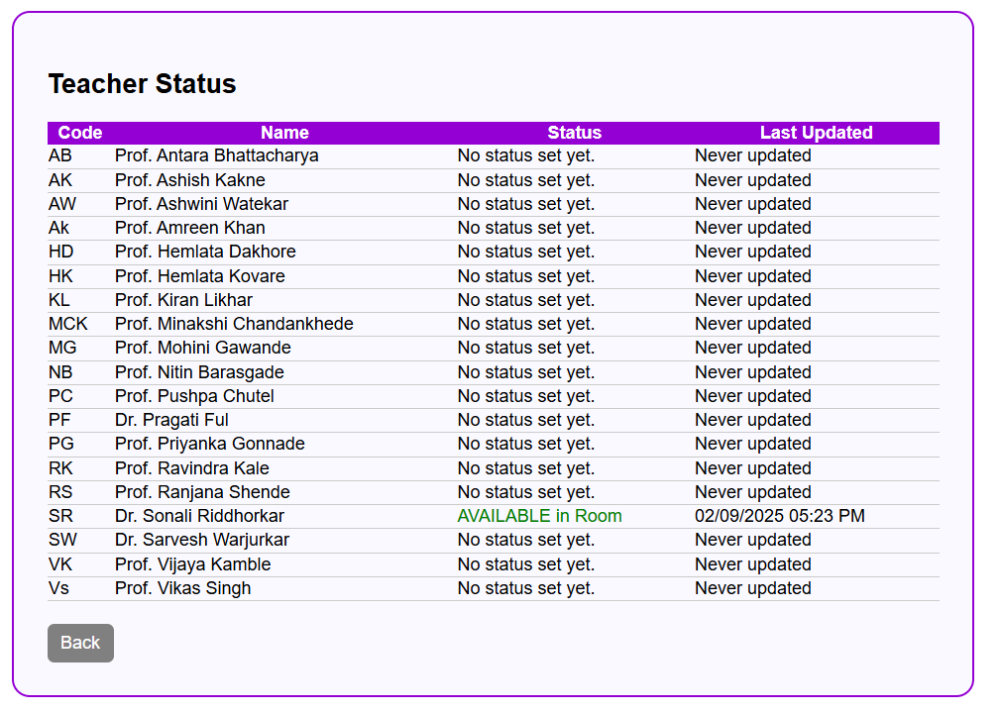 Teacher Status
Code Name Status Last Updated
AB Prof. Antara Bhattacharya No status set yet. Never updated
AK Prof. Ashish Kakne No status set yet. Never updated
AW Prof. Ashwini Watekar No status set yet. Never updated
Ak Prof. Amreen Khan No status set yet. Never updated
HD Prof. Hemlata Dakhore No status set yet. Never updated
HK Prof. Hemlata Kovare No status set yet. Never updated
KL Prof. Kiran Likhar No status set yet. Never updated
MCK Prof. Minakshi Chandankhede No status set yet. Never updated
MG Prof. Mohini Gawande No status set yet. Never updated
NB Prof. Nitin Barasgade No status set yet. Never updated
PC Prof. Pushpa Chutel No status set yet. Never updated
PF Dr. Pragati Ful No status set yet. Never updated
PG Prof. Priyanka Gonnade No status set yet. Never updated
RK Prof. Ravindra Kale No status set yet. Never updated
RS Prof. Ranjana Shende No status set yet. Never updated
SR Dr. Sonali Riddhorkar AVAILABLE in Room 02/09/2025 05:23 PM
SW Dr. Sarvesh Warjurkar No status set yet. Never updated
VK Prof. Vijaya Kamble No status set yet. Never updated
Vs Prof. Vikas Singh No status set yet. Never updated
Back